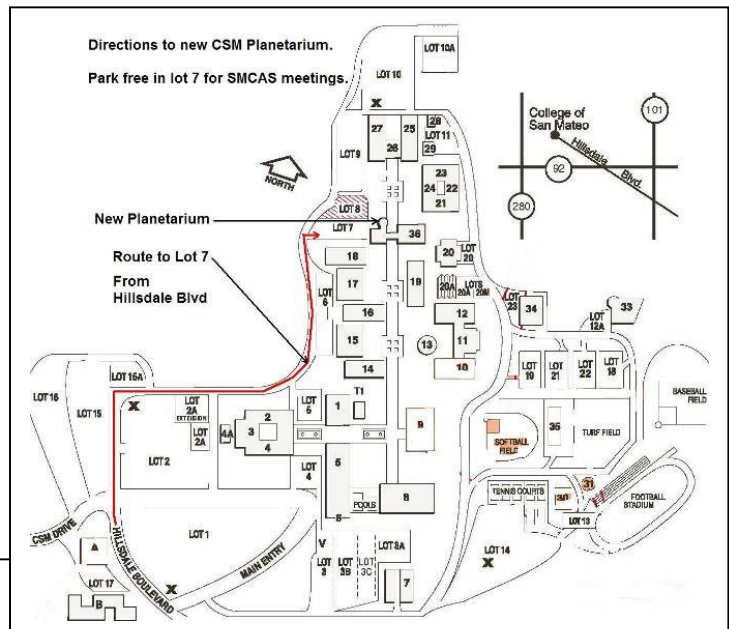 Directions to new CSM Planetarium.
Park free in lot 7 for SMCAS meetings.
LOT 10A
LOT 10
X
27
25
26
28
LOT 11
29
LOT 9
NORTH
23
24
22
21
LOT 8
LOT 7
New Planetarium
36
Route to Lot 7
From
Hillsdale Blvd
College of
San Mateo
Hillsdale
Blvd.
101
92
280
18
17
LOT 6
16
15
14
19
20
LOT 20
20A
LOTS 20A 20M
12
11
13
10
LOT 23
34
LOT 12A
33
LOT 19
LOT 21
LOT 22
LOT 18
BASEBALL FIELD
LOT 16A
LOT 16
LOT 15
X
LOT 2A EXTENSION
LOT 2A
LOT 2
4A
2
3
4
LOT 5
1
T1
9
SOFTBALL FIELD
35
TURF FIELD
LOT 4
5
POOLS
8
TENNIS COURTS
30
31
LOT 13
FOOTBALL STADIUM
CSM DRIVE
LOT 17
B
HILLSDALE BOULEVARD
LOT 1
X
MAIN ENTRY
V
LOT 3
LOT 3B
LOT 3C
LOT 3A
7
LOT 14
X